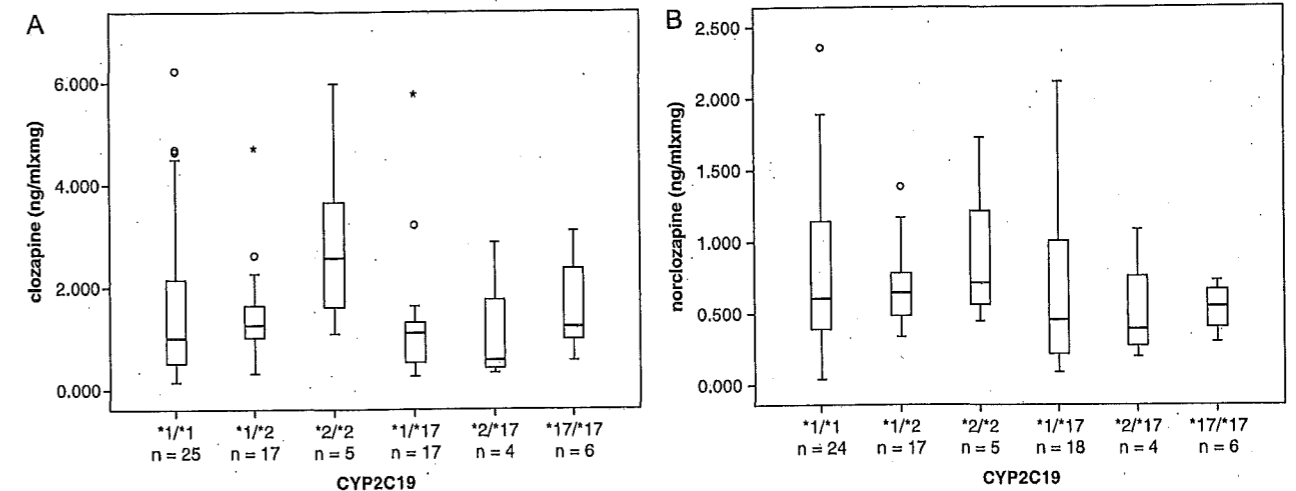 A
clozapine (ng/mlxmg)
6.000
4.000
2.000
0.000
*1/*1 *1/*2 *2/*2 *1/*17 *2/*17 *17/*17
n = 25 n = 17 n = 5 n = 17 n = 4 n = 6
CYP2C19
B
norclozapine (ng/mlxmg)
2.500
2.000
1.500
1.000
0.500
0.000
*1/*1 *1/*2 *2/*2 *1/*17 *2/*17 *17/*17
n = 24 n = 17 n = 5 n = 18 n = 4 n = 6
CYP2C19